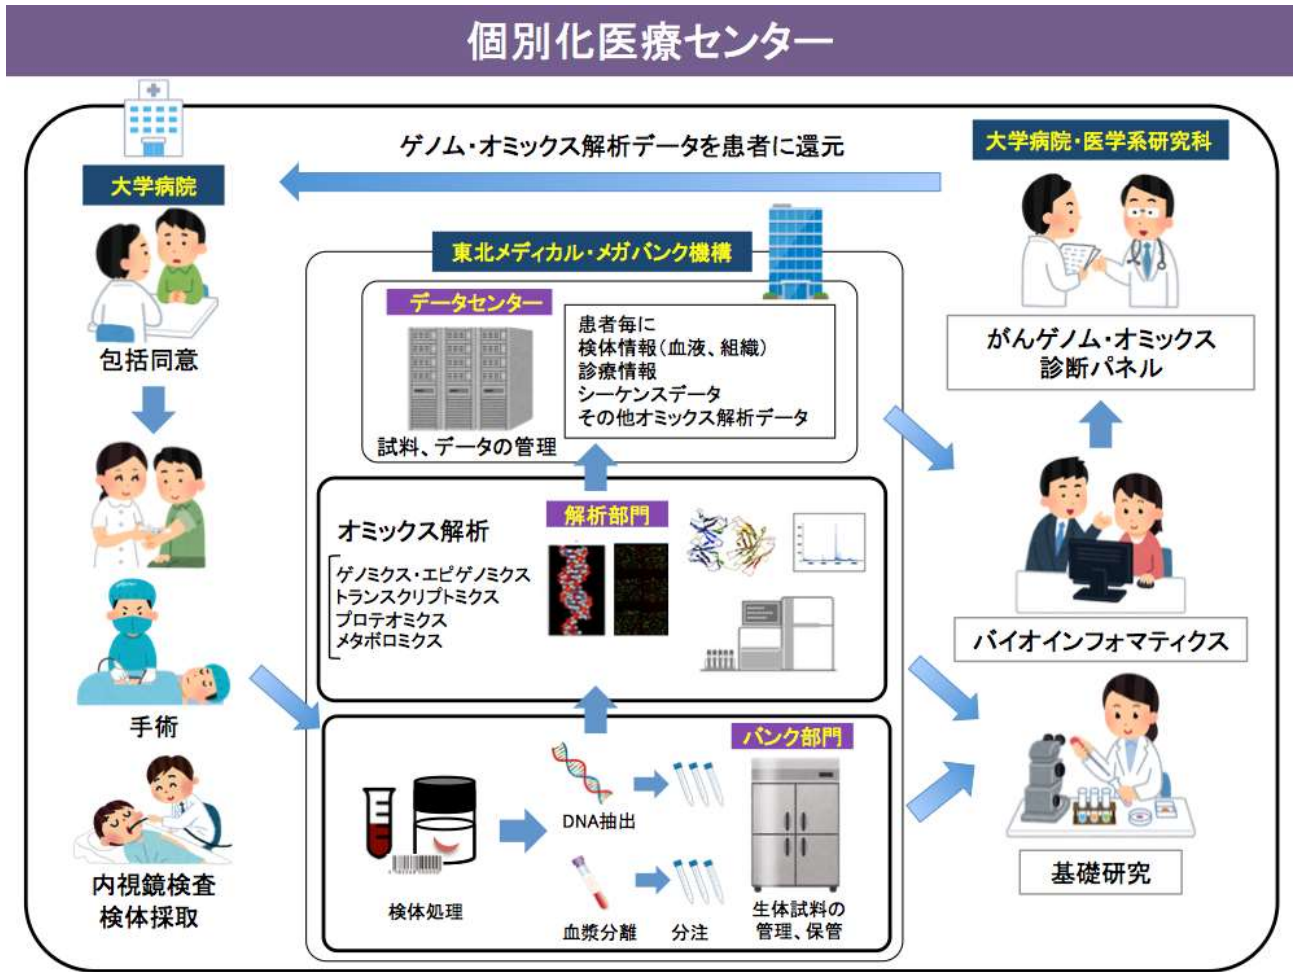 個別化医療センター
ゲノム・オミックス解析データを患者に還元
大学病院
包括同意
手術
内視鏡検査
検体採取
東北メディカル・メガバンク機構
データセンター
試料、データの管理
患者毎に
検体情報(血液、組織)
診療情報
シーケンスデータ
その他オミックス解析データ
オミックス解析
ゲノミクス・エピゲノミクス
トランスクリプトミクス
プロテオミクス
メタボロミクス
解析部門
バンク部門
検体処理
DNA抽出
血漿分離
分注
生体試料の
管理、保管
大学病院・医学系研究科
がんゲノム・オミックス
診断パネル
バイオインフォマティクス
基礎研究